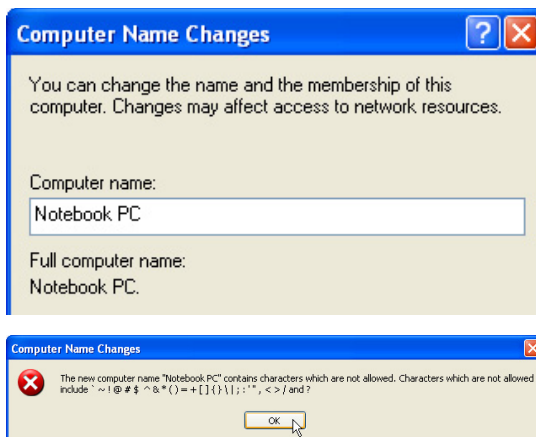 Computer Name Changes
You can change the name and the membership of this
computer. Changes may affect access to network resources.
Computer name:
Notebook PC
Full computer name:
Notebook PC.
Computer Name Changes
The new computer name "Notebook PC" contains characters which are not allowed. Characters which are not allowed
include ` ~ ! @ # $ ^ & * ( ) = + [ ] { } \ | ; : ' " , < > / and ?
OK